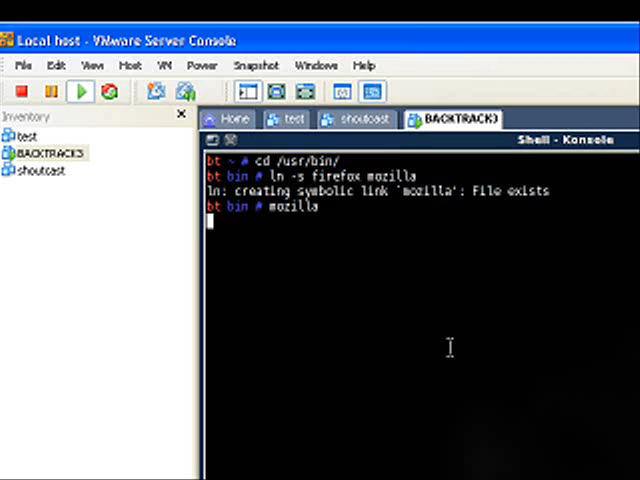 Local host - VMware Server Console
File Edit View Host VM Power Snapshot Windows Help
Inventory
Home test shoutcast BACKTRACK3
test
BACKTRACK3
shoutcast
Shell - Konsole
bt ~ # cd /usr/bin/
bt bin # ln -s firefox mozilla
ln: creating symbolic link `mozilla': File exists
bt bin # mozilla